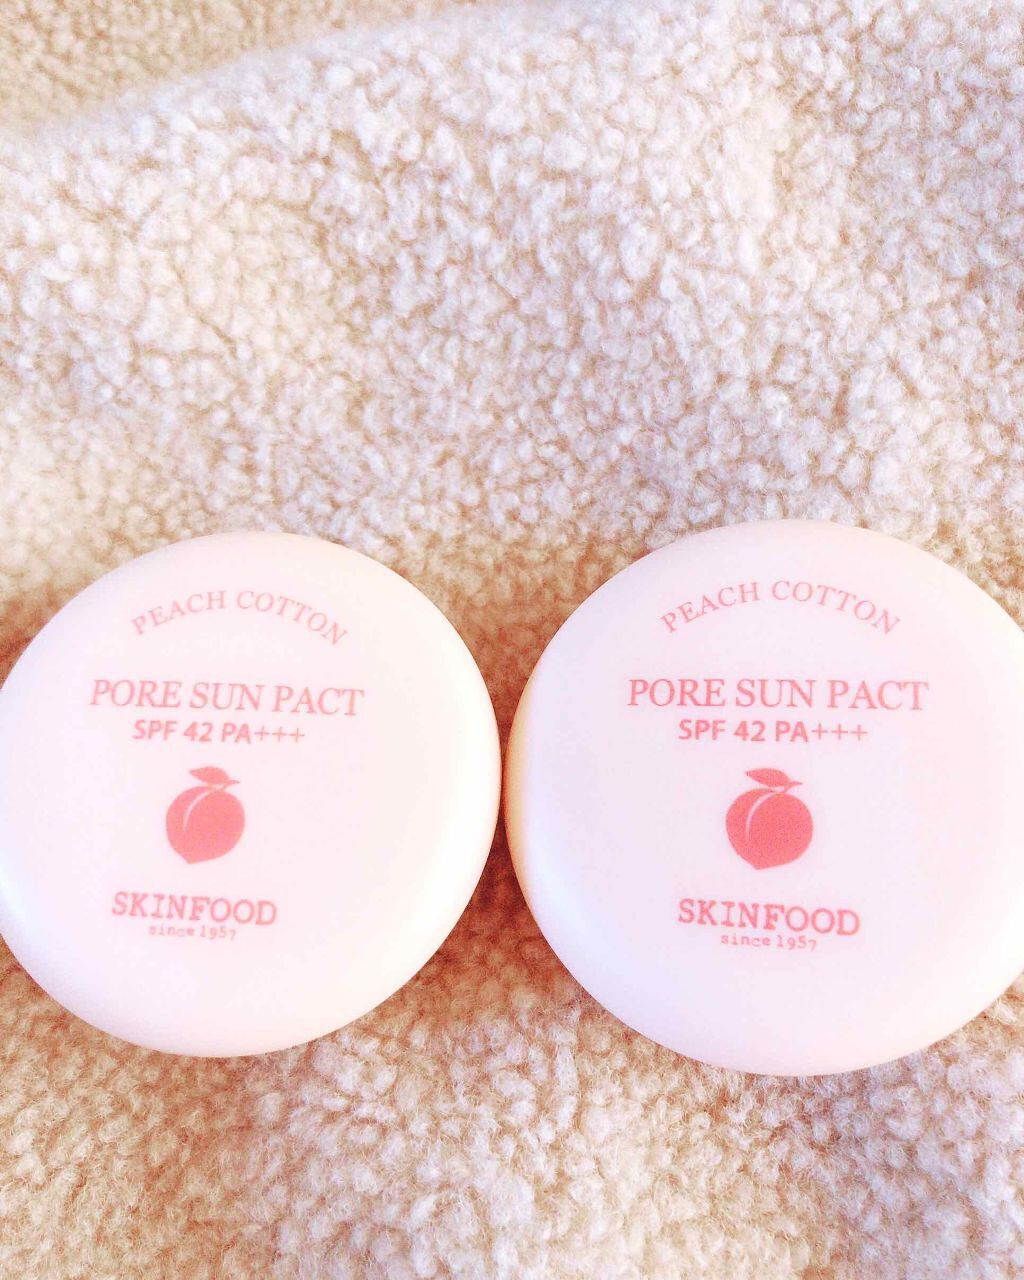 PEACH COTTON
PORE SUN PACT
SPF 42 PA+++
SKINFOOD
since 1957
PEACH COTTON
PORE SUN PACT
SPF 42 PA+++
SKINFOOD
since 1957